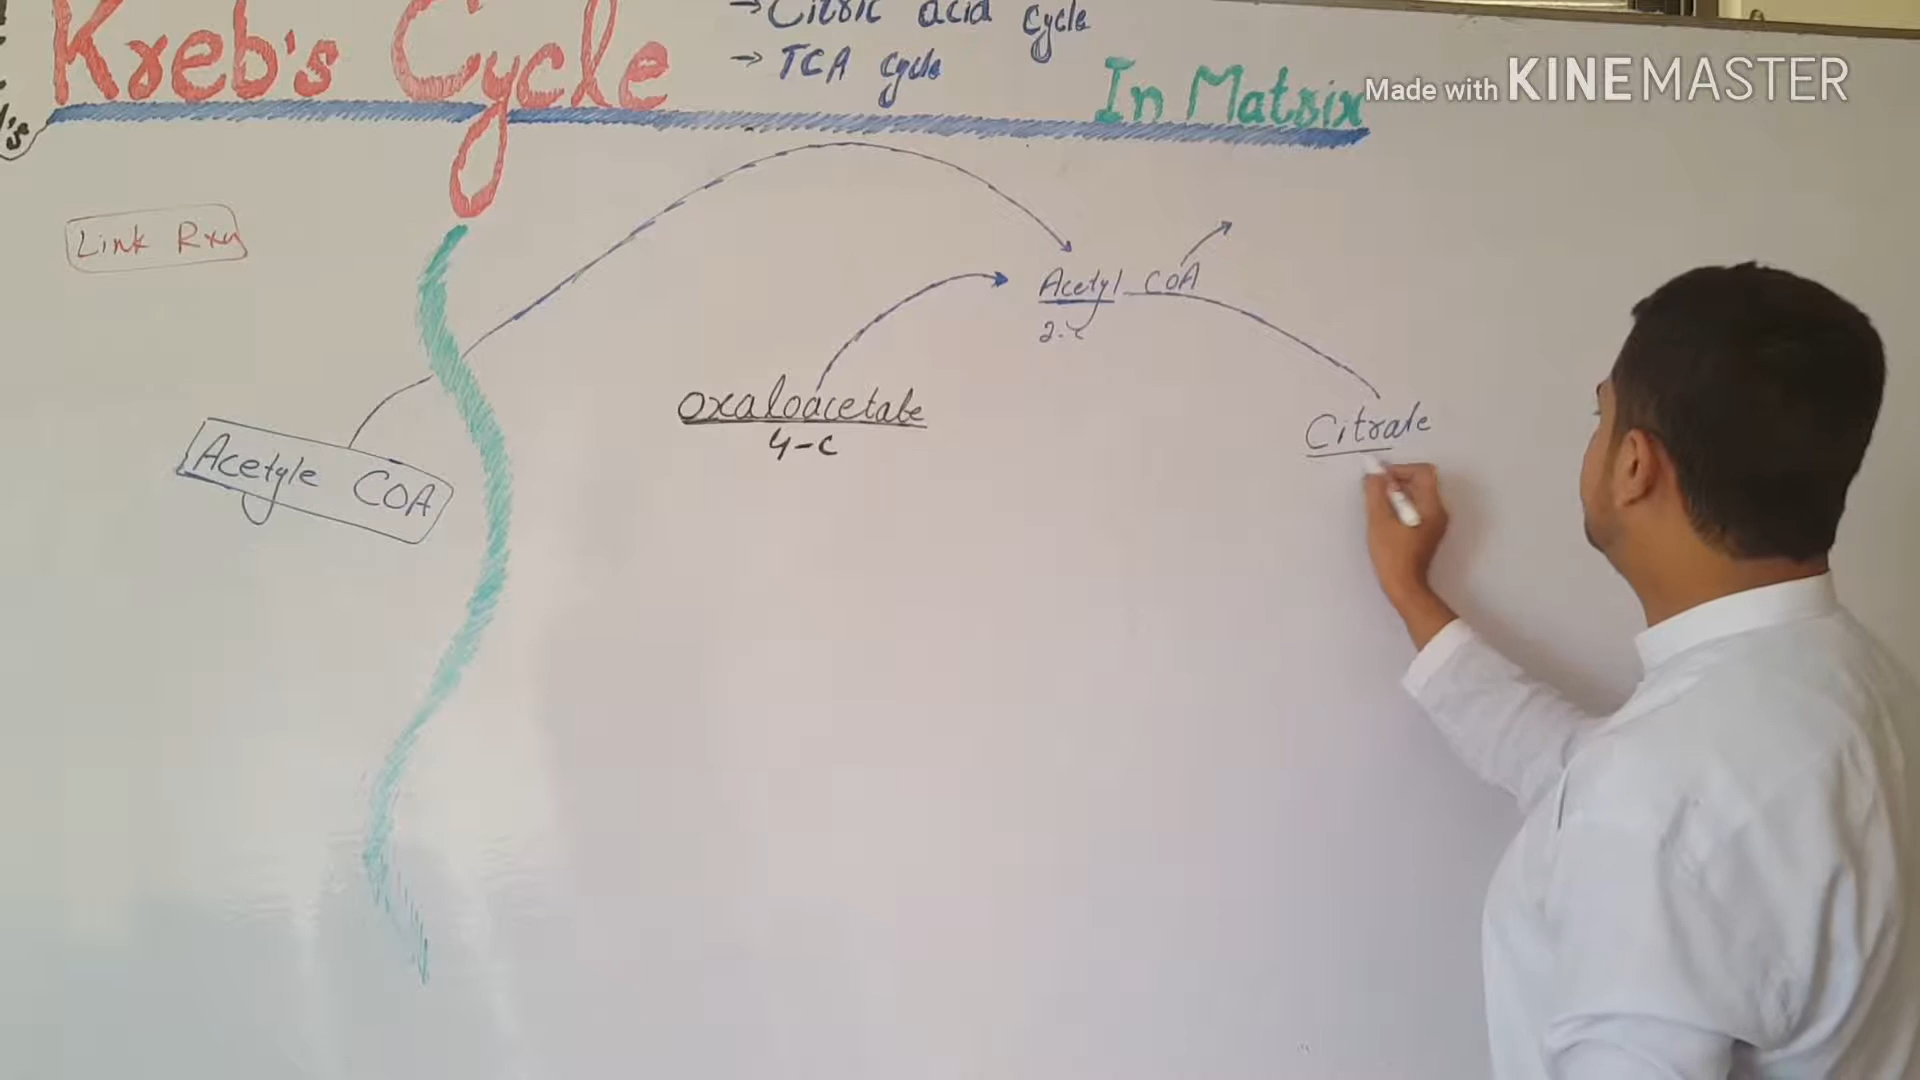 Kreb's Cycle
→ Citric acid cycle
→ TCA cycle
In Matrix
Made with KINEMASTER
's
Link Rxn
Acetyl COA
2-C
oxaloacetate
4-C
Citrate
Acetyle COA